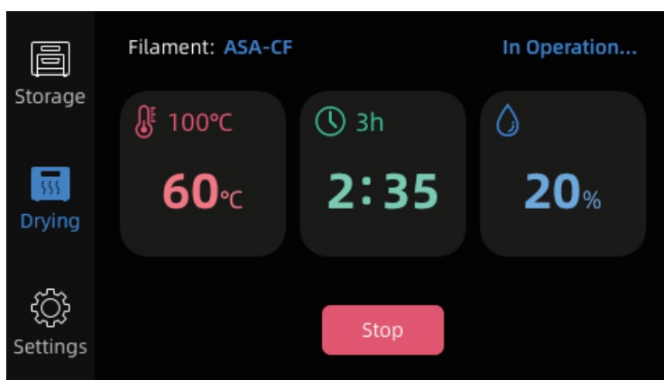 Filament: ASA-CF
In Operation...
Storage
100℃
3h
60℃
2:35
20%
Drying
Stop
Settings